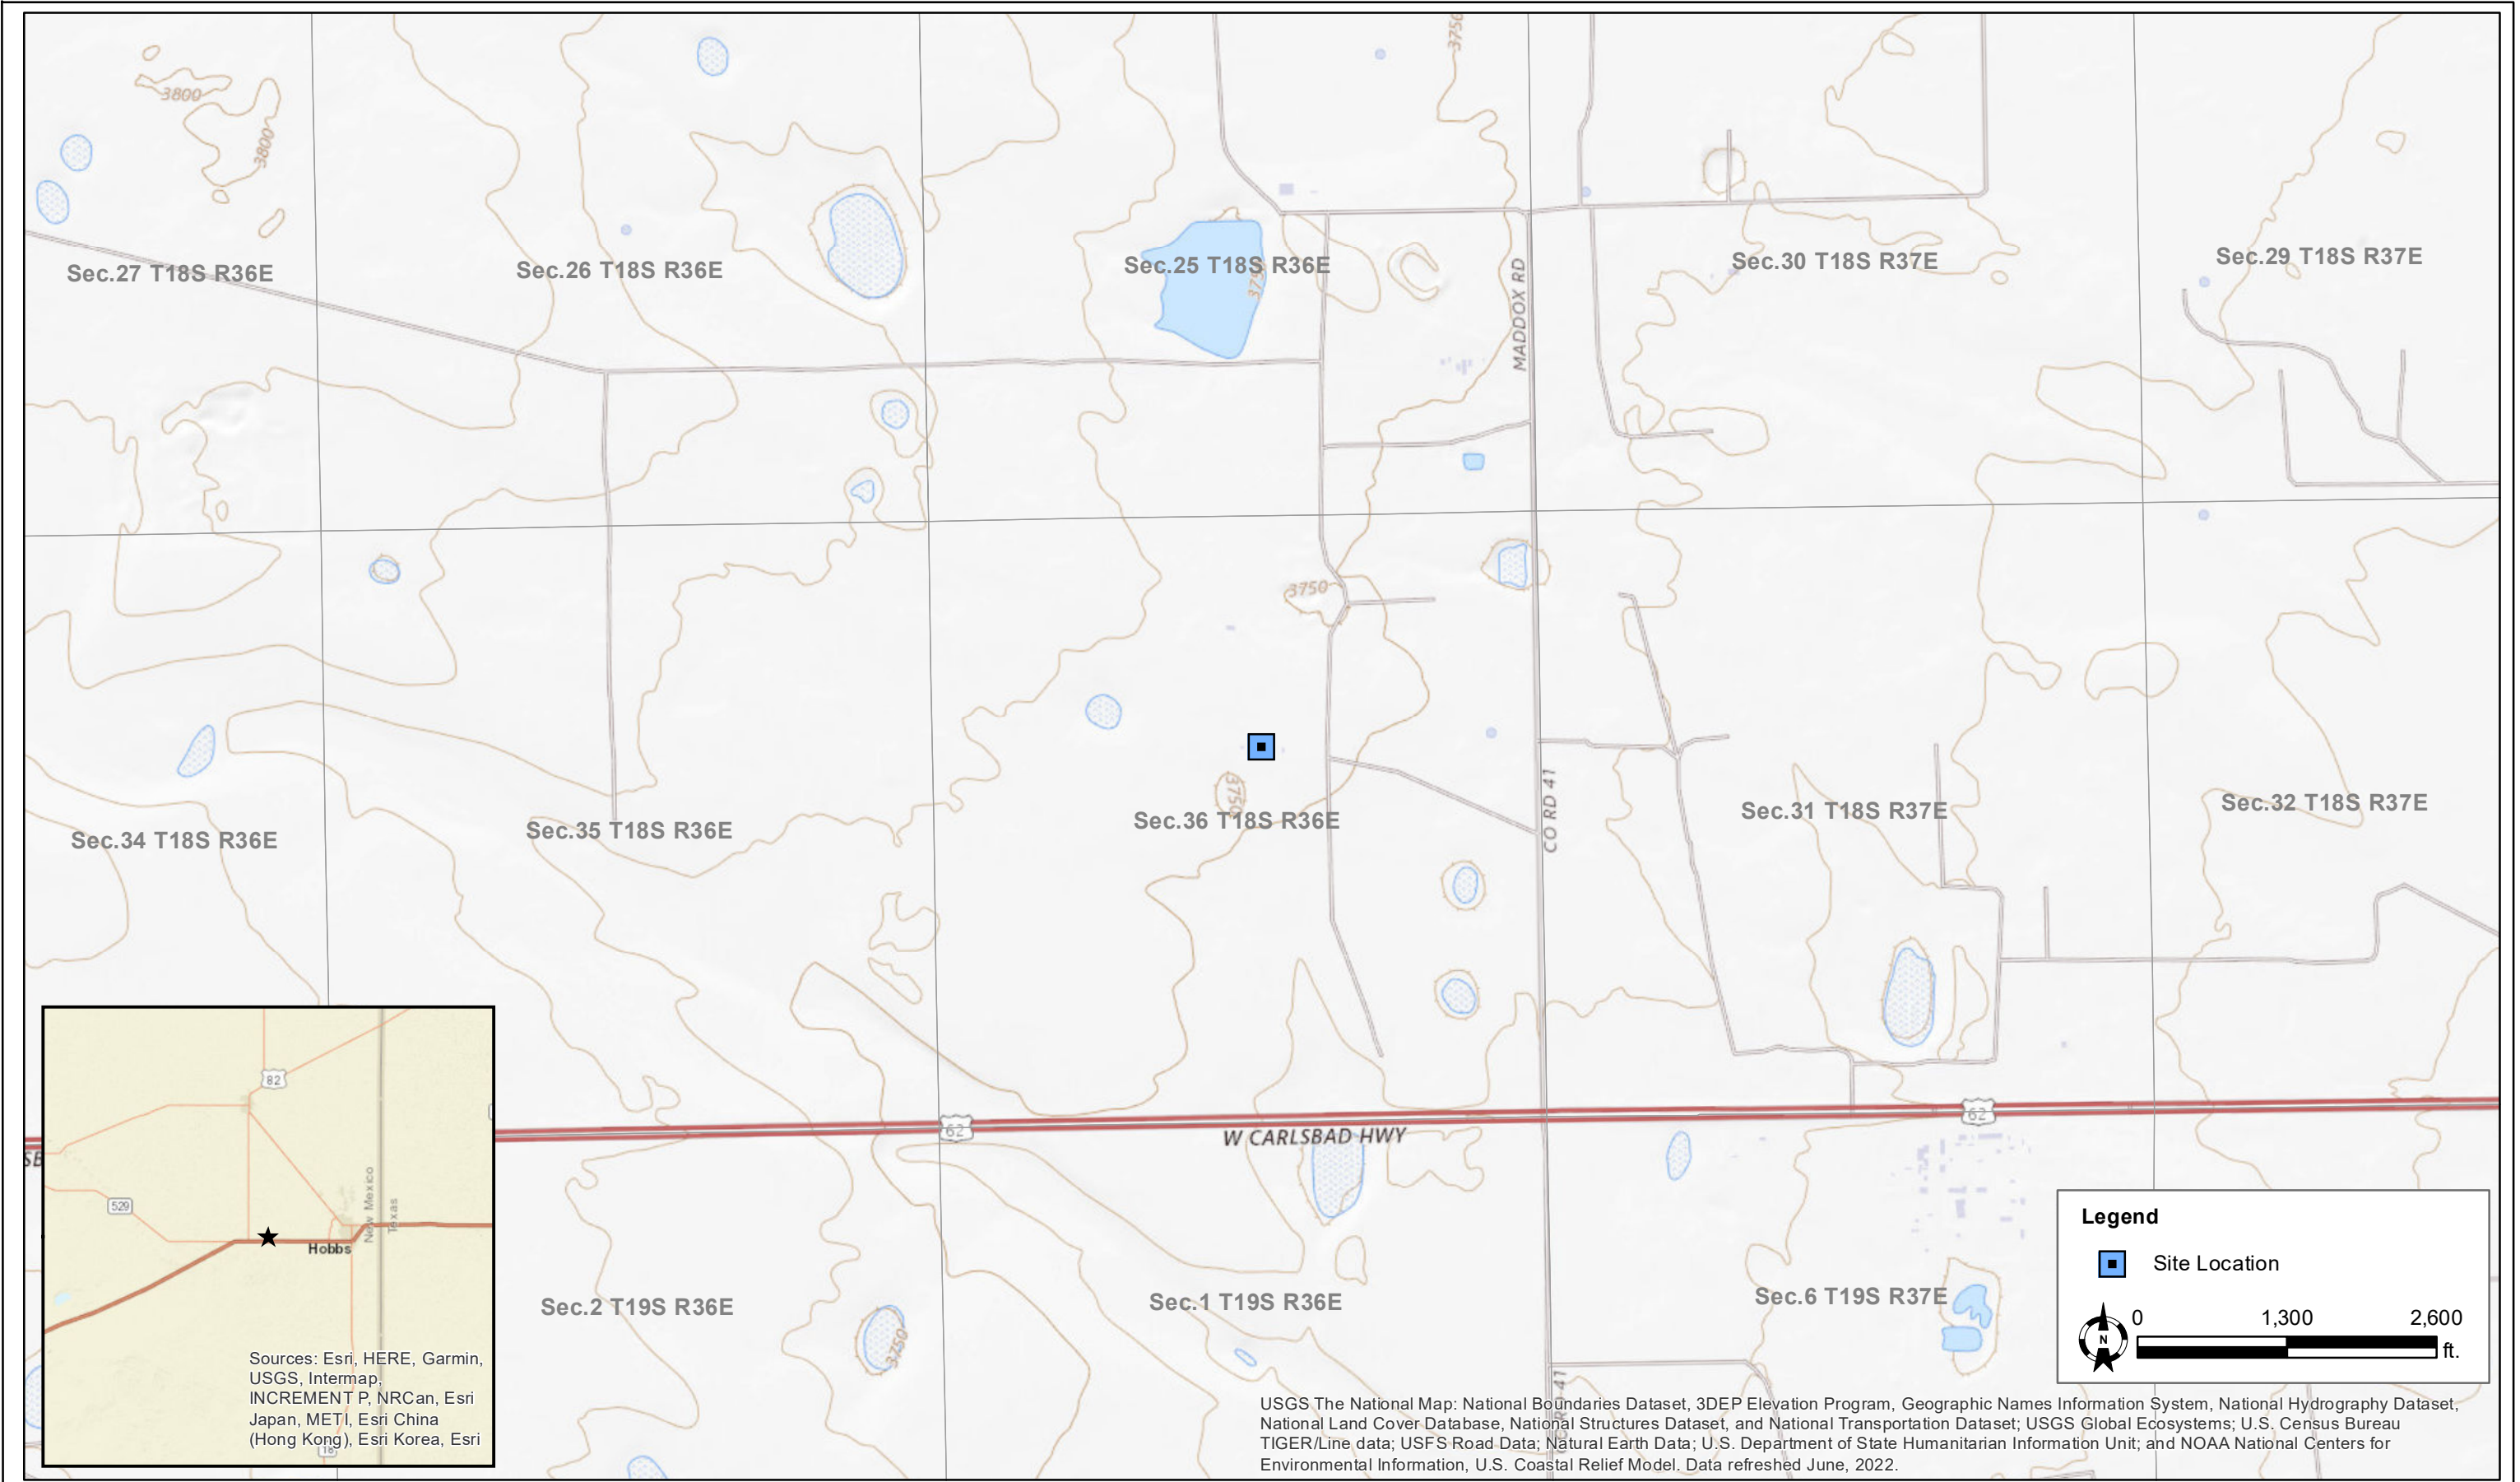 3750
3800
3800
Sec.27 T18S R36E
Sec.26 T18S R36E
Sec.25 T18S R36E
375
MADDOX RD
Sec.30 T18S R37E
Sec.29 T18S R37E
3750
3750
CO RD 41
Sec.34 T18S R36E
Sec.35 T18S R36E
Sec.36 T18S R36E
Sec.31 T18S R37E
Sec.32 T18S R37E
62
62
W CARLSBAD HWY
SB
82
529
New Mexico
Texas
Hobbs
18
Sources: Esri, HERE, Garmin,
USGS, Intermap,
INCREMENT P, NRCan, Esri
Japan, METI, Esri China
(Hong Kong), Esri Korea, Esri
Sec.2 T19S R36E
Sec.1 T19S R36E
Sec.6 T19S R37E
3750
Legend
Site Location
N
0 1,300 2,600
ft.
USGS The National Map: National Boundaries Dataset, 3DEP Elevation Program, Geographic Names Information System, National Hydrography Dataset,
National Land Cover Database, National Structures Dataset, and National Transportation Dataset; USGS Global Ecosystems; U.S. Census Bureau
TIGER/Line data; USFS Road Data; Natural Earth Data; U.S. Department of State Humanitarian Information Unit; and NOAA National Centers for
Environmental Information, U.S. Coastal Relief Model. Data refreshed June, 2022.